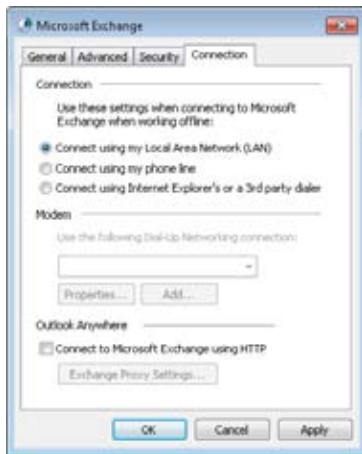 Microsoft Exchange
General Advanced Security Connection
Connection
Use these settings when connecting to Microsoft
Exchange when working offline:
Connect using my Local Area Network (LAN)
Connect using my phone line
Connect using Internet Explorer's or a 3rd party dialer
Modem
Use the following Dial-Up Networking connection:
Properties... Add...
Outlook Anywhere
Connect to Microsoft Exchange using HTTP
Exchange Proxy Settings...
OK Cancel Apply